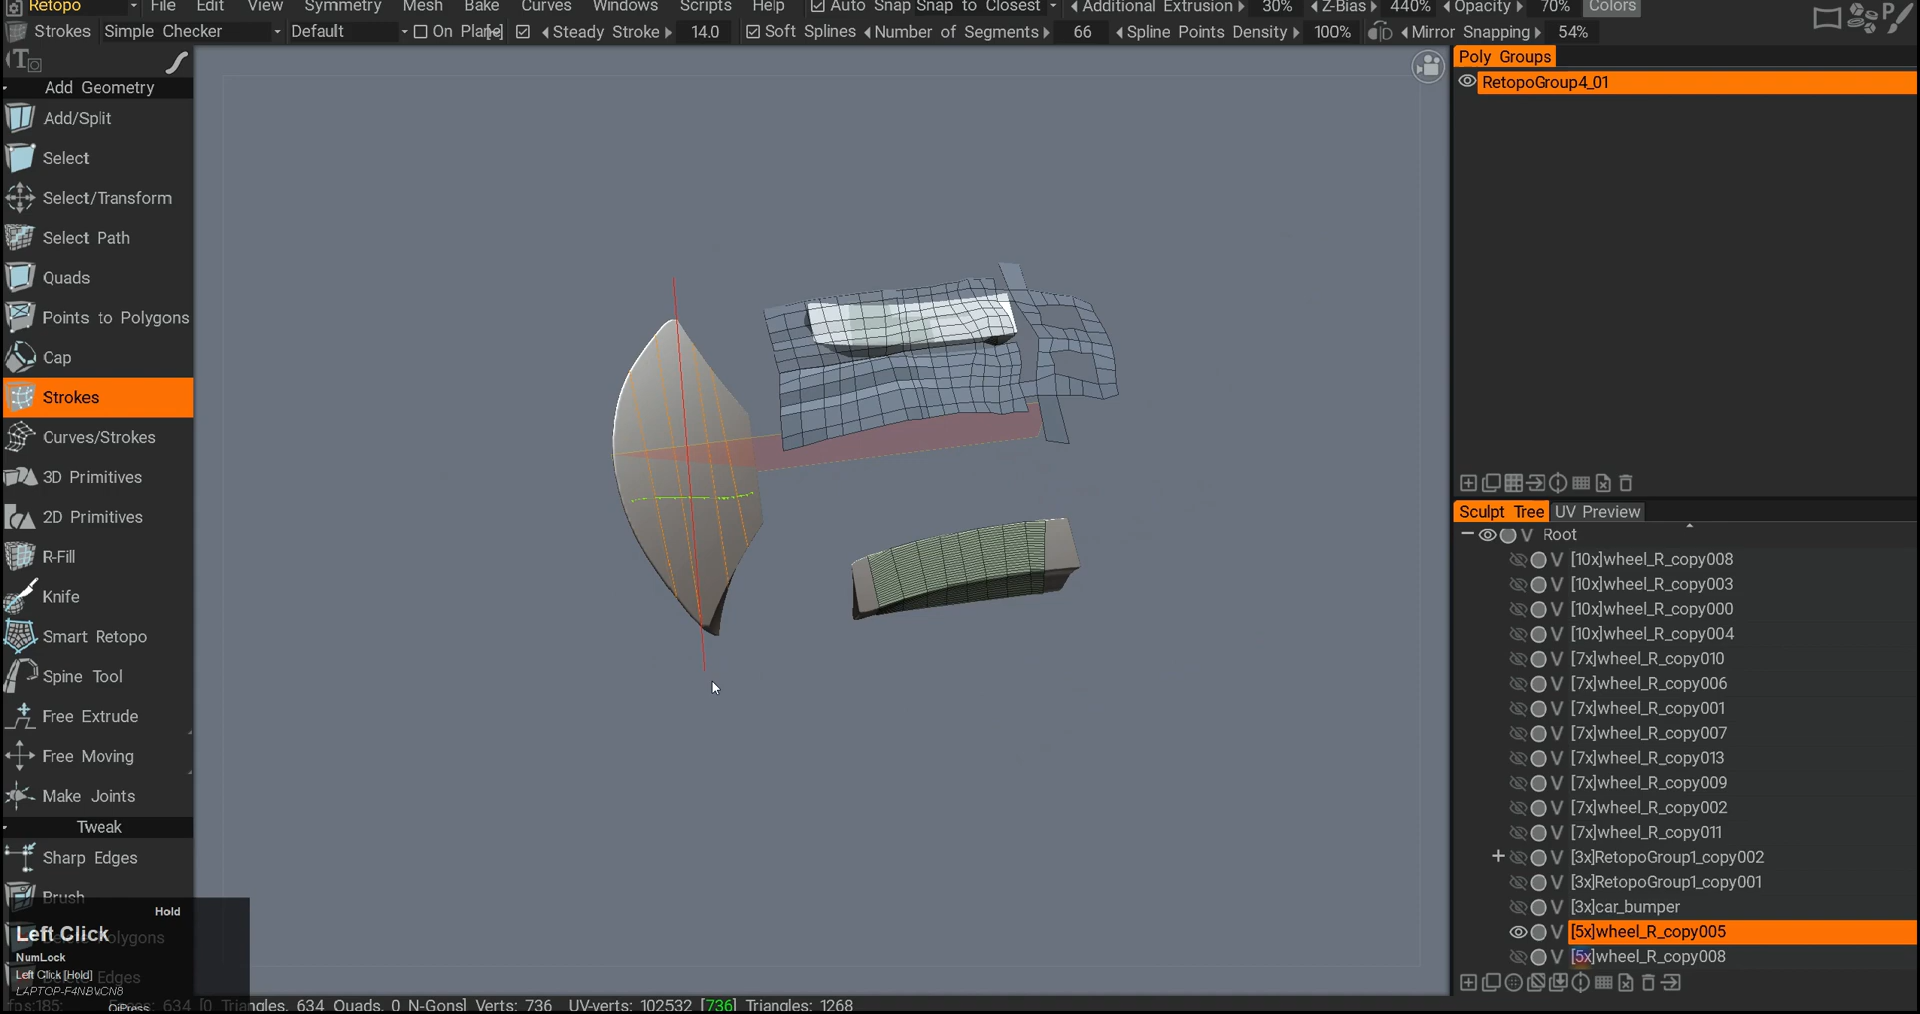 Retopo File Edit View Symmetry Mesh Bake Curves Windows Scripts Help Auto Snap Snap to Closest Additional Extrusion 30% Z-Bias 440% Opacity 70% Colors
Strokes Simple Checker Default On Plane Steady Stroke 14.0 Soft Splines Number of Segments 66 Spline Points Density 100% Mirror Snapping 54%
Add Geometry
Add/Split
Select
Select/Transform
Select Path
Quads
Points to Polygons
Cap
Strokes
Curves/Strokes
3D Primitives
2D Primitives
R-Fill
Knife
Smart Retopo
Spine Tool
Free Extrude
Free Moving
Make Joints
Tweak
Sharp Edges
Brush
Hold
Left Click
NumLock
Left Click [Hold]
LAPTOP-F4NBVCN8
QiPress
Polygons
Edges
fps:185: Faces: 634 [0 Triangles, 634 Quads, 0 N-Gons] Verts: 736 UV-verts: 102532 [736] Triangles: 1268
Poly Groups
RetopoGroup4_01
Sculpt Tree UV Preview
V Root
V [10x]wheel_R_copy008
V [10x]wheel_R_copy003
V [10x]wheel_R_copy000
V [10x]wheel_R_copy004
V [7x]wheel_R_copy010
V [7x]wheel_R_copy006
V [7x]wheel_R_copy001
V [7x]wheel_R_copy007
V [7x]wheel_R_copy013
V [7x]wheel_R_copy009
V [7x]wheel_R_copy002
V [7x]wheel_R_copy011
V [3x]RetopoGroup1_copy002
V [3x]RetopoGroup1_copy001
V [3x]car_bumper
V [5x]wheel_R_copy005
V [5x]wheel_R_copy008